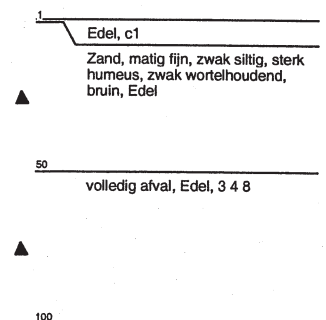 1
Edel, c1
Zand, matig fijn, zwak siltig, sterk
humeus, zwak wortelhoudend,
bruin, Edel
50
volledig afval, Edel, 3 4 8
100